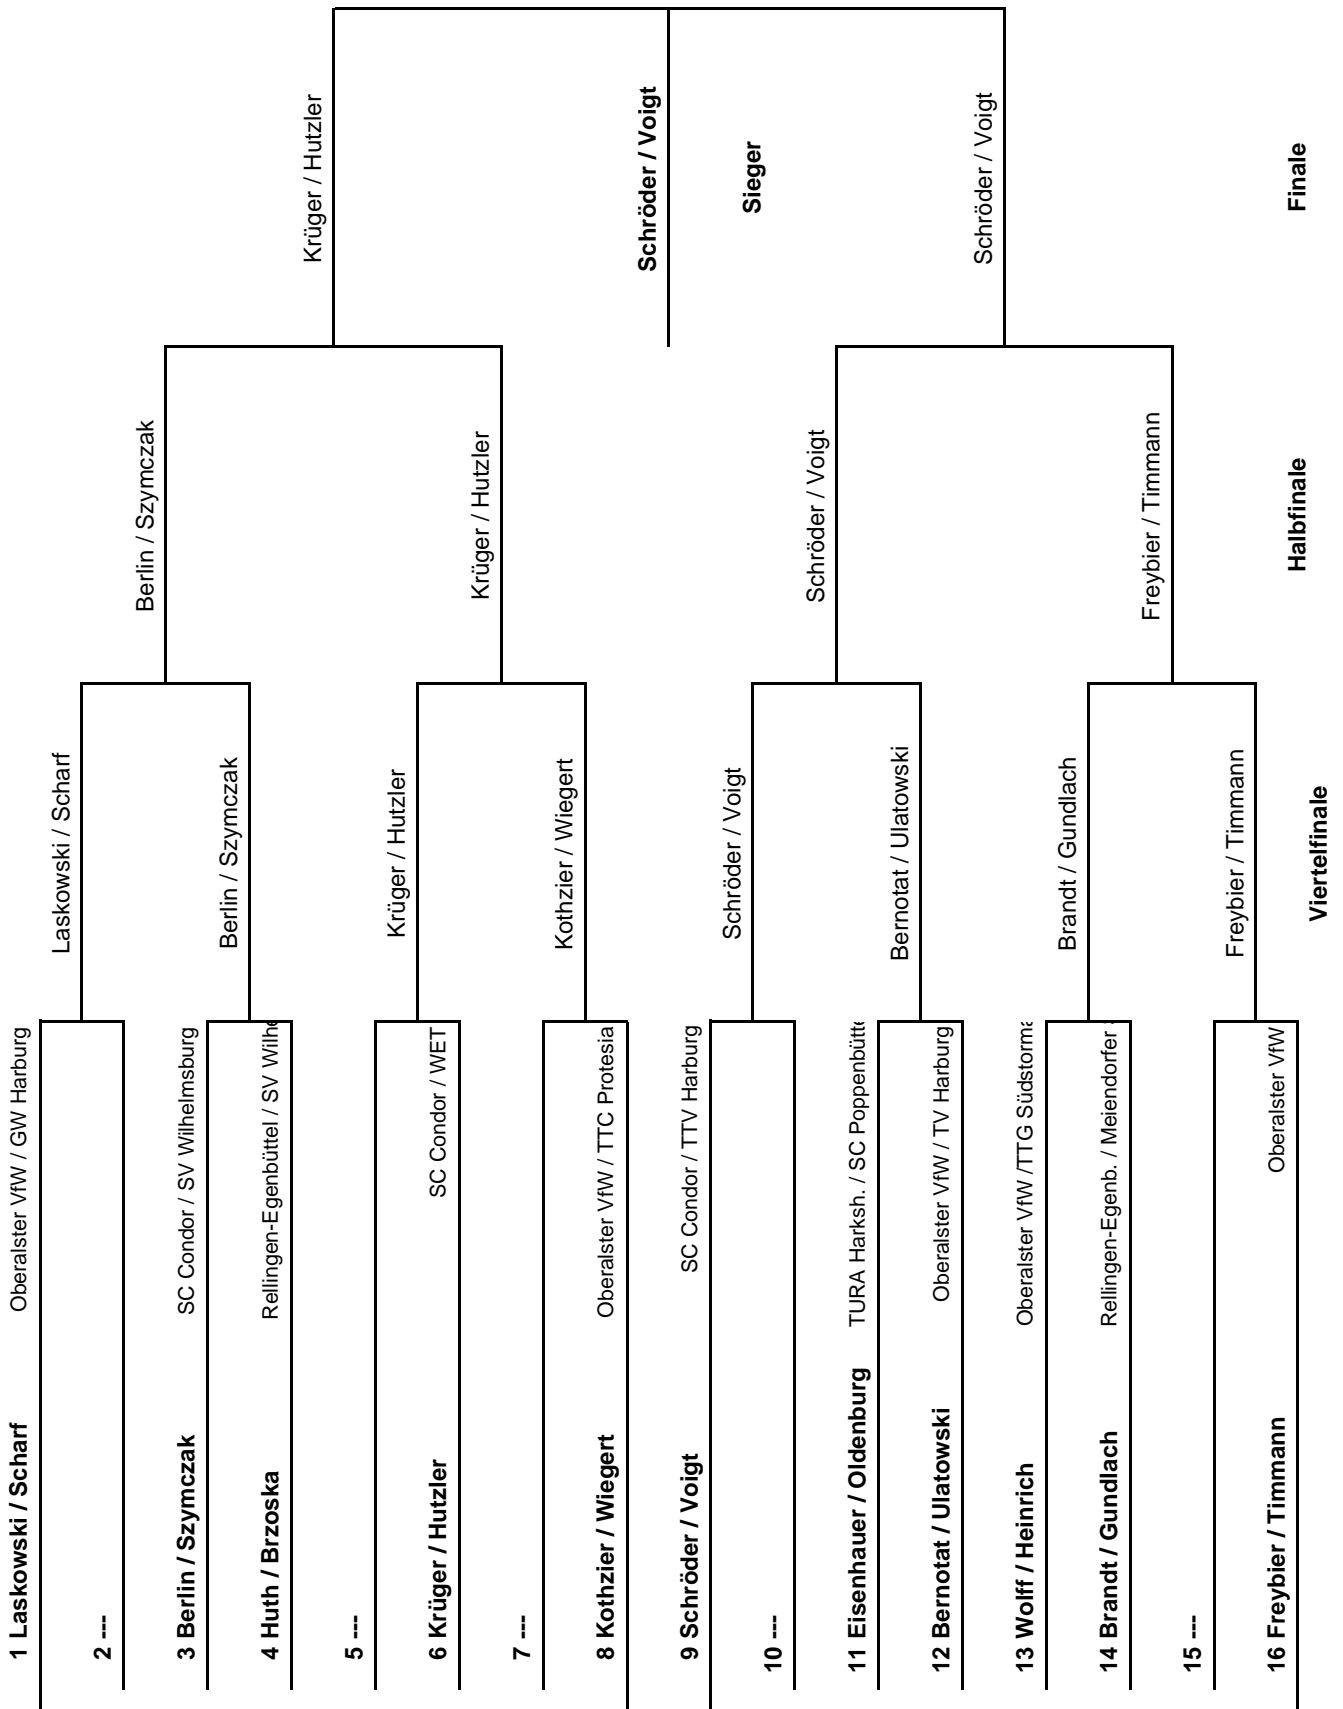 1 Laskowski / Scharf Oberalster VfW / GW Harburg
2 ---
3 Berlin / Szymczak SC Condor / SV Wilhelmsburg
4 Huth / Brzoska Rellingen-Egenbüttel / SV Wilhe
5 ---
6 Krüger / Hutzler SC Condor / WET
7 ---
8 Kothzier / Wiegert Oberalster VfW / TTC Protesia
9 Schröder / Voigt SC Condor / TTV Harburg
10 ---
11 Eisenhauer / Oldenburg TURA Harksh. / SC Poppenbütte
12 Bernotat / Ulatowski Oberalster VfW / TV Harburg
13 Wolff / Heinrich Oberalster VfW /TTG Südstorma
14 Brandt / Gundlach Rellingen-Egenb. / Meiendorfer
15 ---
16 Freybier / Timmann Oberalster VfW
Laskowski / Scharf
Berlin / Szymczak
Krüger / Hutzler
Kothzier / Wiegert
Schröder / Voigt
Bernotat / Ulatowski
Brandt / Gundlach
Freybier / Timmann
Viertelfinale
Berlin / Szymczak
Krüger / Hutzler
Schröder / Voigt
Freybier / Timmann
Halbfinale
Krüger / Hutzler
Schröder / Voigt
Sieger
Schröder / Voigt
Finale